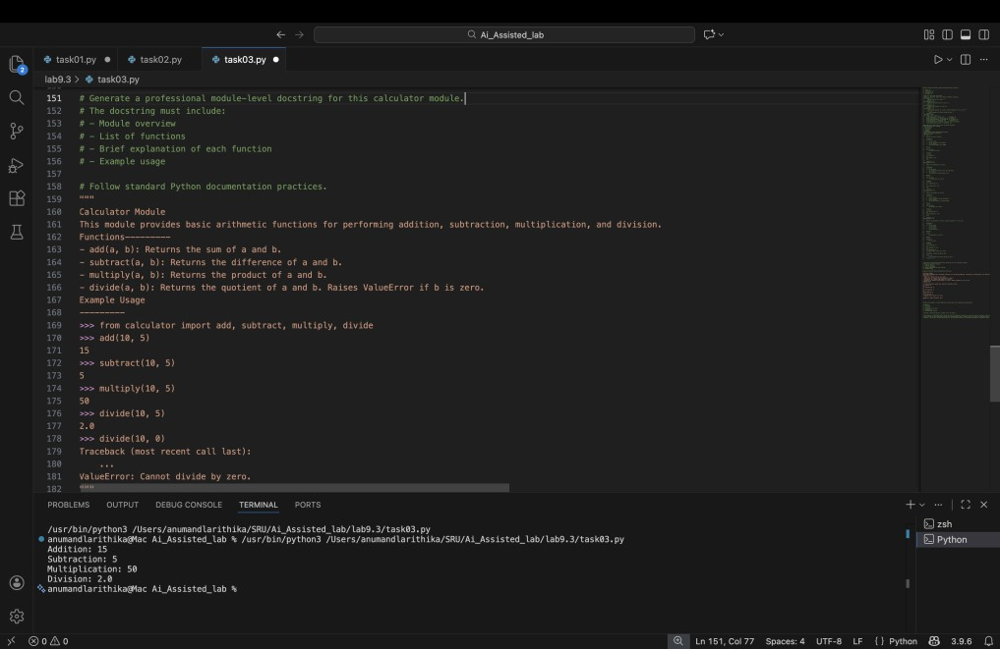 Ai_Assisted_lab
task01.py
task02.py
task03.py
lab9.3 > task03.py
151 # Generate a professional module-level docstring for this calculator module.
152 # The docstring must include:
153 # - Module overview
154 # - List of functions
155 # - Brief explanation of each function
156 # - Example usage
157
158 # Follow standard Python documentation practices.
159 """
160 Calculator Module
161 This module provides basic arithmetic functions for performing addition, subtraction, multiplication, and division.
162 Functions---------
163 - add(a, b): Returns the sum of a and b.
164 - subtract(a, b): Returns the difference of a and b.
165 - multiply(a, b): Returns the product of a and b.
166 - divide(a, b): Returns the quotient of a and b. Raises ValueError if b is zero.
167 Example Usage
168 ---------
169 >>> from calculator import add, subtract, multiply, divide
170 >>> add(10, 5)
171 15
172 >>> subtract(10, 5)
173 5
174 >>> multiply(10, 5)
175 50
176 >>> divide(10, 5)
177 2.0
178 >>> divide(10, 0)
179 Traceback (most recent call last):
180 ...
181 ValueError: Cannot divide by zero.
182 """
2
PROBLEMS OUTPUT DEBUG CONSOLE TERMINAL PORTS
/usr/bin/python3 /Users/anumandlarithika/SRU/Ai_Assisted_lab/lab9.3/task03.py
anumandlarithika@Mac Ai_Assisted_lab % /usr/bin/python3 /Users/anumandlarithika/SRU/Ai_Assisted_lab/lab9.3/task03.py
Addition: 15
Subtraction: 5
Multiplication: 50
Division: 2.0
anumandlarithika@Mac Ai_Assisted_lab %
zsh
Python
0 0
Ln 151, Col 77 Spaces: 4 UTF-8 LF { } Python 3.9.6